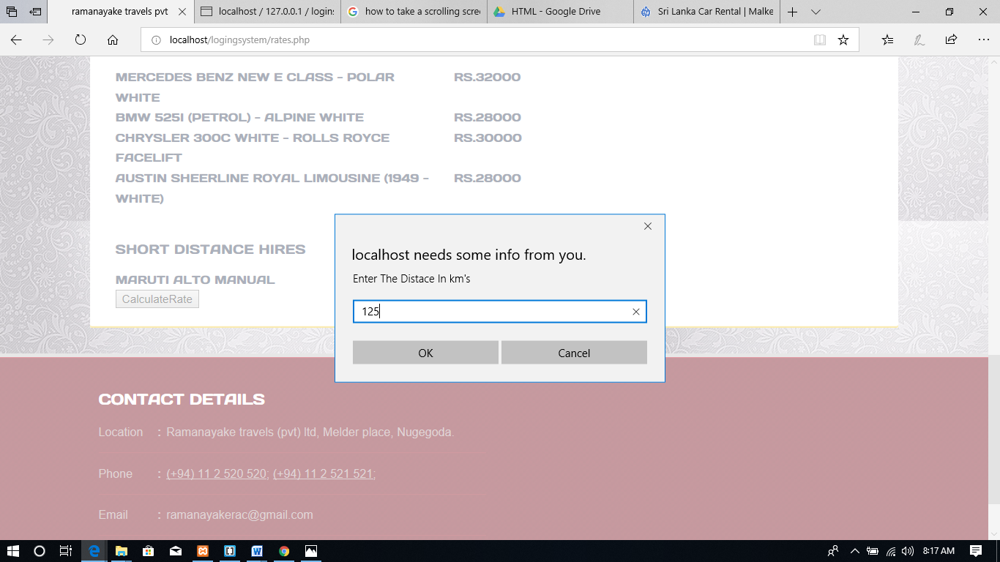 ramanayake travels pvt
localhost / 127.0.0.1 / logins
how to take a scrolling scree
HTML - Google Drive
Sri Lanka Car Rental | Malke
localhost/logingsystem/rates.php
MERCEDES BENZ NEW E CLASS - POLAR RS.32000
WHITE
BMW 525I (PETROL) - ALPINE WHITE RS.28000
CHRYSLER 300C WHITE - ROLLS ROYCE RS.30000
FACELIFT
AUSTIN SHEERLINE ROYAL LIMOUSINE (1949 - RS.28000
WHITE)
SHORT DISTANCE HIRES
MARUTI ALTO MANUAL
CalculateRate
localhost needs some info from you.
Enter The Distace In km's
125
OK Cancel
CONTACT DETAILS
Location : Ramanayake travels (pvt) ltd, Melder place, Nugegoda.
Phone : (+94) 11 2 520 520; (+94) 11 2 521 521;
Email : ramanayakerac@gmail.com
8:17 AM